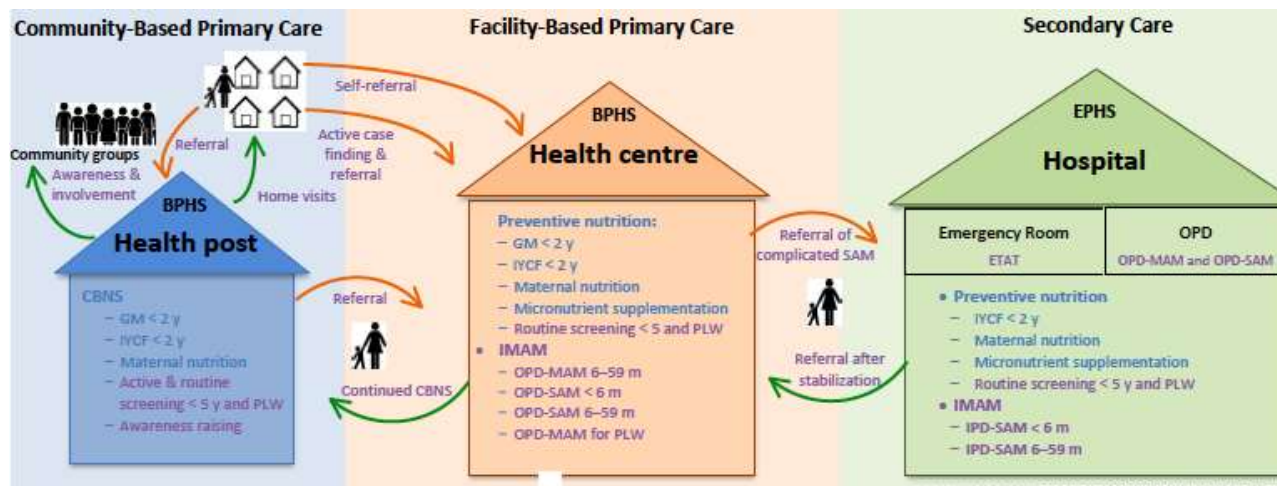 Community-Based Primary Care
Facility-Based Primary Care
Secondary Care
Self-referral
Referral
Active case
finding &
referral
Community groups
Awareness &
involvement
Home visits
BPHS
Health post
CBNS
– GM < 2 y
– IYCF < 2 y
– Maternal nutrition
– Active & routine
screening < 5 y and PLW
– Awareness raising
Referral
Continued CBNS
BPHS
Health centre
Preventive nutrition:
– GM < 2 y
– IYCF < 2 y
– Maternal nutrition
– Micronutrient supplementation
– Routine screening < 5 and PLW
• IMAM
– OPD-MAM 6–59 m
– OPD-SAM < 6 m
– OPD-SAM 6–59 m
– OPD-MAM for PLW
Referral of
complicated SAM
Referral after
stabilization
EPHS
Hospital
Emergency Room
ETAT
OPD
OPD-MAM and OPD-SAM
• Preventive nutrition
– IYCF < 2 y
– Maternal nutrition
– Micronutrient supplementation
– Routine screening < 5 y and PLW
• IMAM
– IPD-SAM < 6 m
– IPD-SAM 6–59 m